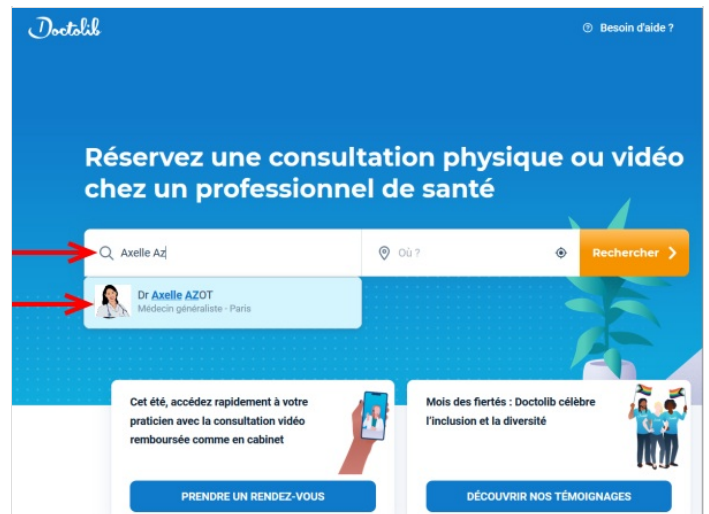 Doctolib
Besoin d'aide ?
Réservez une consultation physique ou vidéo
chez un professionnel de santé
Axelle Az
Où ?
Rechercher
Dr Axelle AZOT
Médecin généraliste - Paris
Cet été, accédez rapidement à votre
praticien avec la consultation vidéo
remboursée comme en cabinet
PRENDRE UN RENDEZ-VOUS
Mois des fiertés : Doctolib célèbre
l'inclusion et la diversité
DÉCOUVRIR NOS TÉMOIGNAGES